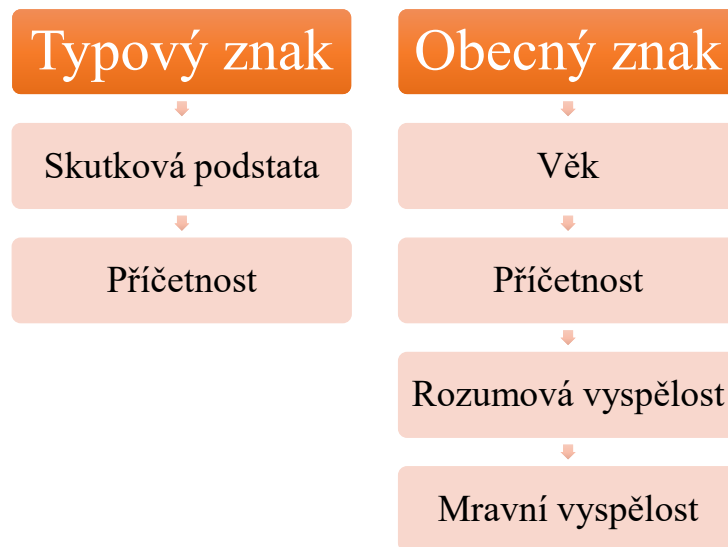 Typový znak
Skutková podstata
Příčetnost
Obecný znak
Věk
Příčetnost
Rozumová vyspělost
Mravní vyspělost